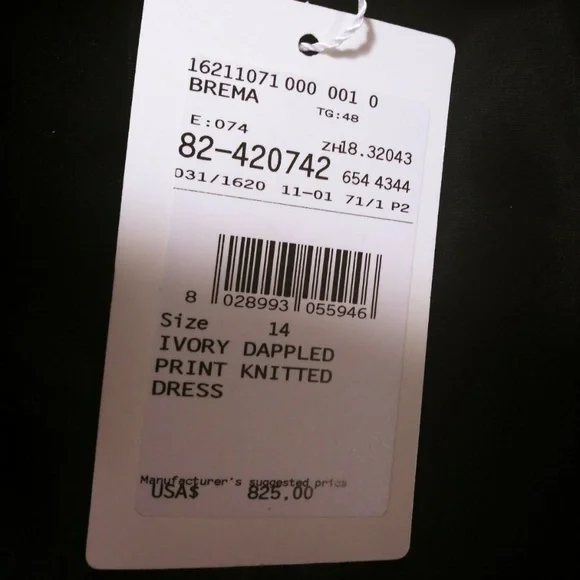 16211071 000 001 0
BREMA
TG:48
E:074
ZH18.32043
82-420742
654 4344
031/1620 11-01 71/1 P2
8 028993 055946
Size 14
IVORY DAPPLED
PRINT KNITTED
DRESS
Manufacturer's suggested price
USA$ 825.00